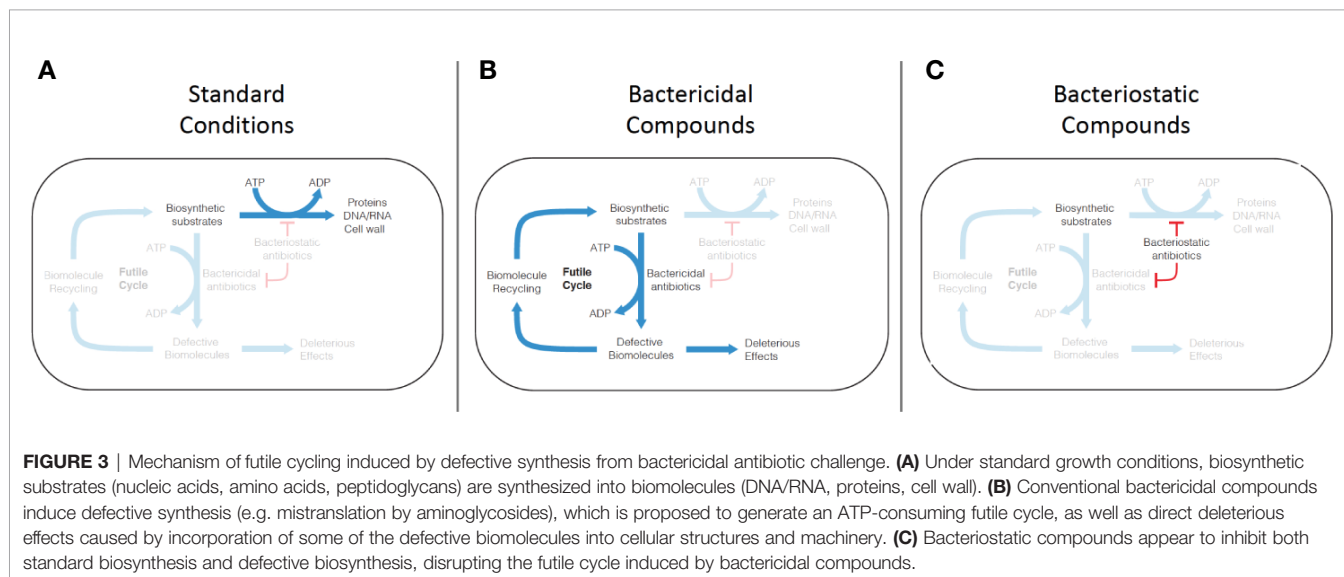 A
Standard
Conditions
ATP
ADP
Biosynthetic
substrates
Proteins
DNA/RNA
Cell wall
ATP
Bacteriostatic
antibiotics
Biomolecule
Recycling
Futile
Cycle
Bactericidal
antibiotics
ADP
Defective
Biomolecules
Deleterious
Effects
B
Bactericidal
Compounds
ATP
ADP
Biosynthetic
substrates
Proteins
DNA/RNA
Cell wall
ATP
Bacteriostatic
antibiotics
Biomolecule
Recycling
Futile
Cycle
Bactericidal
antibiotics
ADP
Defective
Biomolecules
Deleterious
Effects
C
Bacteriostatic
Compounds
ATP
ADP
Biosynthetic
substrates
Proteins
DNA/RNA
Cell wall
ATP
Bacteriostatic
antibiotics
Biomolecule
Recycling
Futile
Cycle
Bactericidal
antibiotics
ADP
Defective
Biomolecules
Deleterious
Effects
FIGURE 3 | Mechanism of futile cycling induced by defective synthesis from bactericidal antibiotic challenge. (A) Under standard growth conditions, biosynthetic
substrates (nucleic acids, amino acids, peptidoglycans) are synthesized into biomolecules (DNA/RNA, proteins, cell wall). (B) Conventional bactericidal compounds
induce defective synthesis (e.g. mistranslation by aminoglycosides), which is proposed to generate an ATP-consuming futile cycle, as well as direct deleterious
effects caused by incorporation of some of the defective biomolecules into cellular structures and machinery. (C) Bacteriostatic compounds appear to inhibit both
standard biosynthesis and defective biosynthesis, disrupting the futile cycle induced by bactericidal compounds.